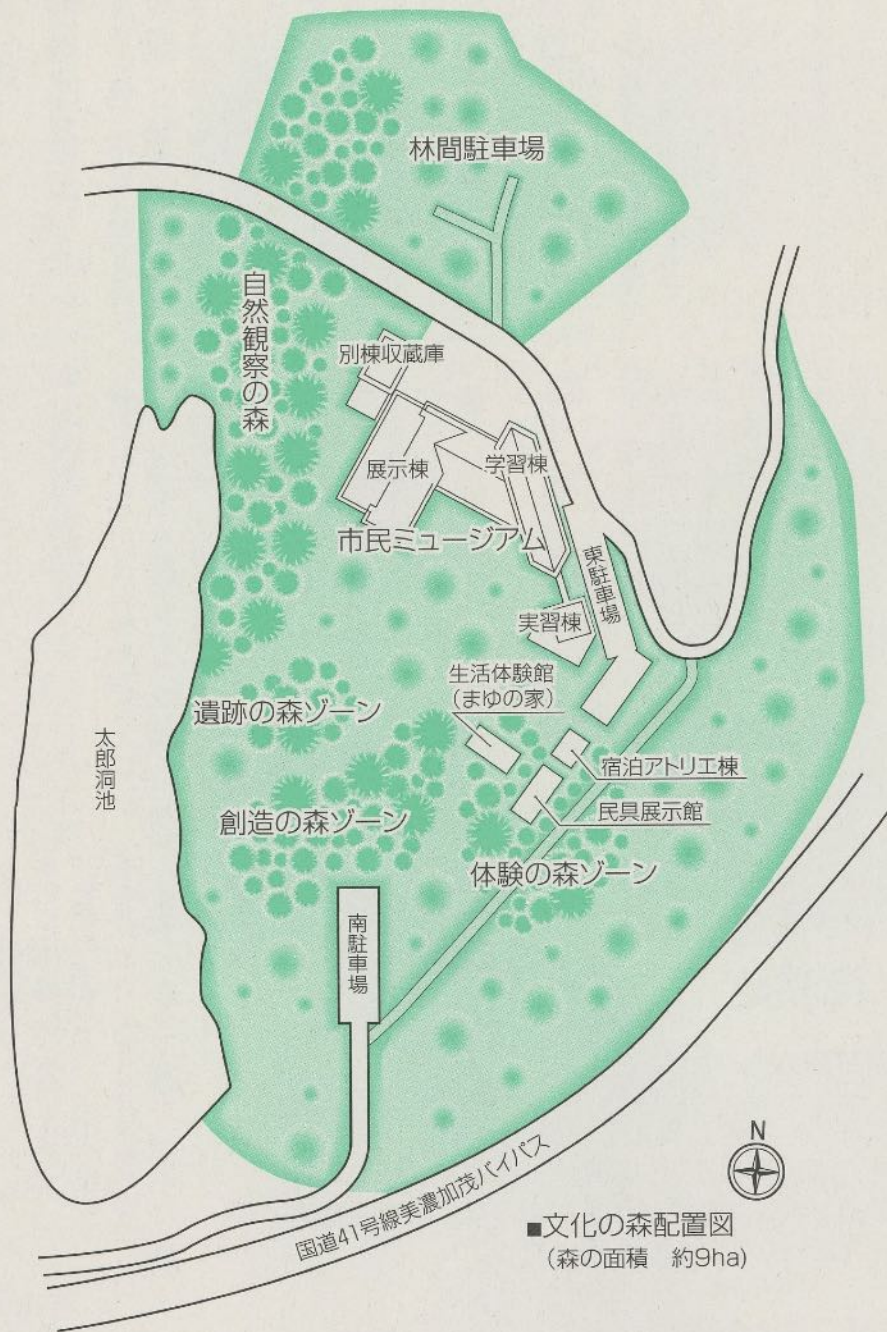 林間駐車場
自然観察の森
別棟収蔵庫
展示棟
学習棟
市民ミュージアム
東駐車場
実習棟
生活体験館
(まゆの家)
遺跡の森ゾーン
太郎洞池
宿泊アトリエ棟
民具展示館
創造の森ゾーン
体験の森ゾーン
南駐車場
国道41号線美濃加茂バイパス
N
■文化の森配置図
(森の面積 約9ha)